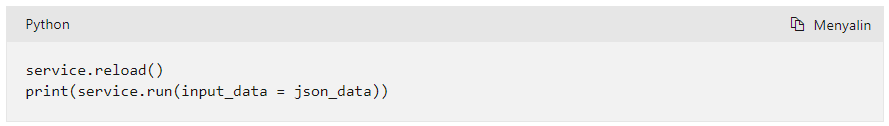 Python
Menyalin
service.reload()
print(service.run(input_data = json_data))